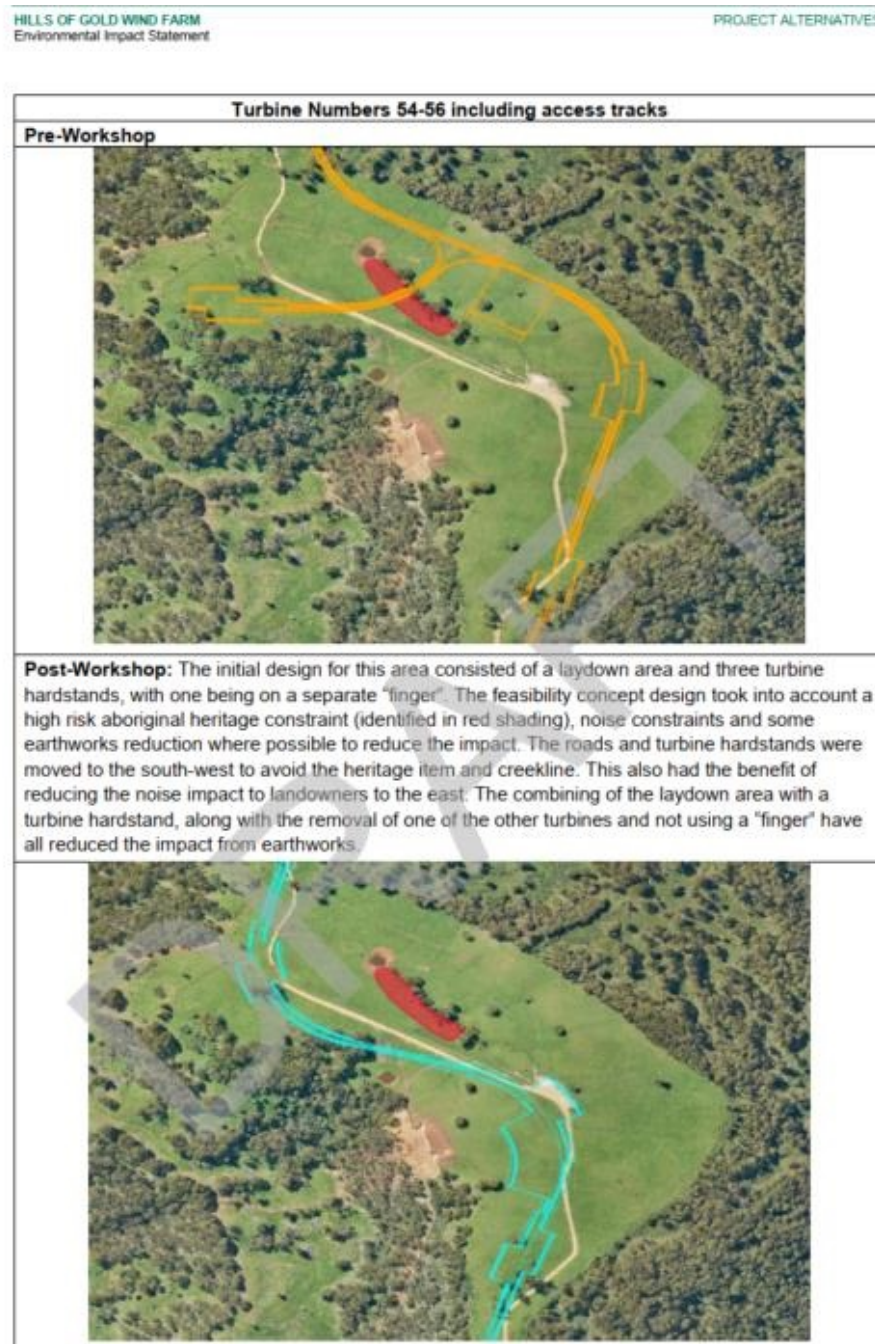 HILLS OF GOLD WIND FARM
Environmental Impact Statement
PROJECT ALTERNATIVES
Turbine Numbers 54-56 including access tracks
Pre-Workshop
Post-Workshop: The initial design for this area consisted of a laydown area and three turbine
hardstands, with one being on a separate "finger". The feasibility concept design took into account a
high risk aboriginal heritage constraint (identified in red shading), noise constraints and some
earthworks reduction where possible to reduce the impact. The roads and turbine hardstands were
moved to the south-west to avoid the heritage item and creekline. This also had the benefit of
reducing the noise impact to landowners to the east. The combining of the laydown area with a
turbine hardstand, along with the removal of one of the other turbines and not using a "finger" have
all reduced the impact from earthworks.
DRAFT